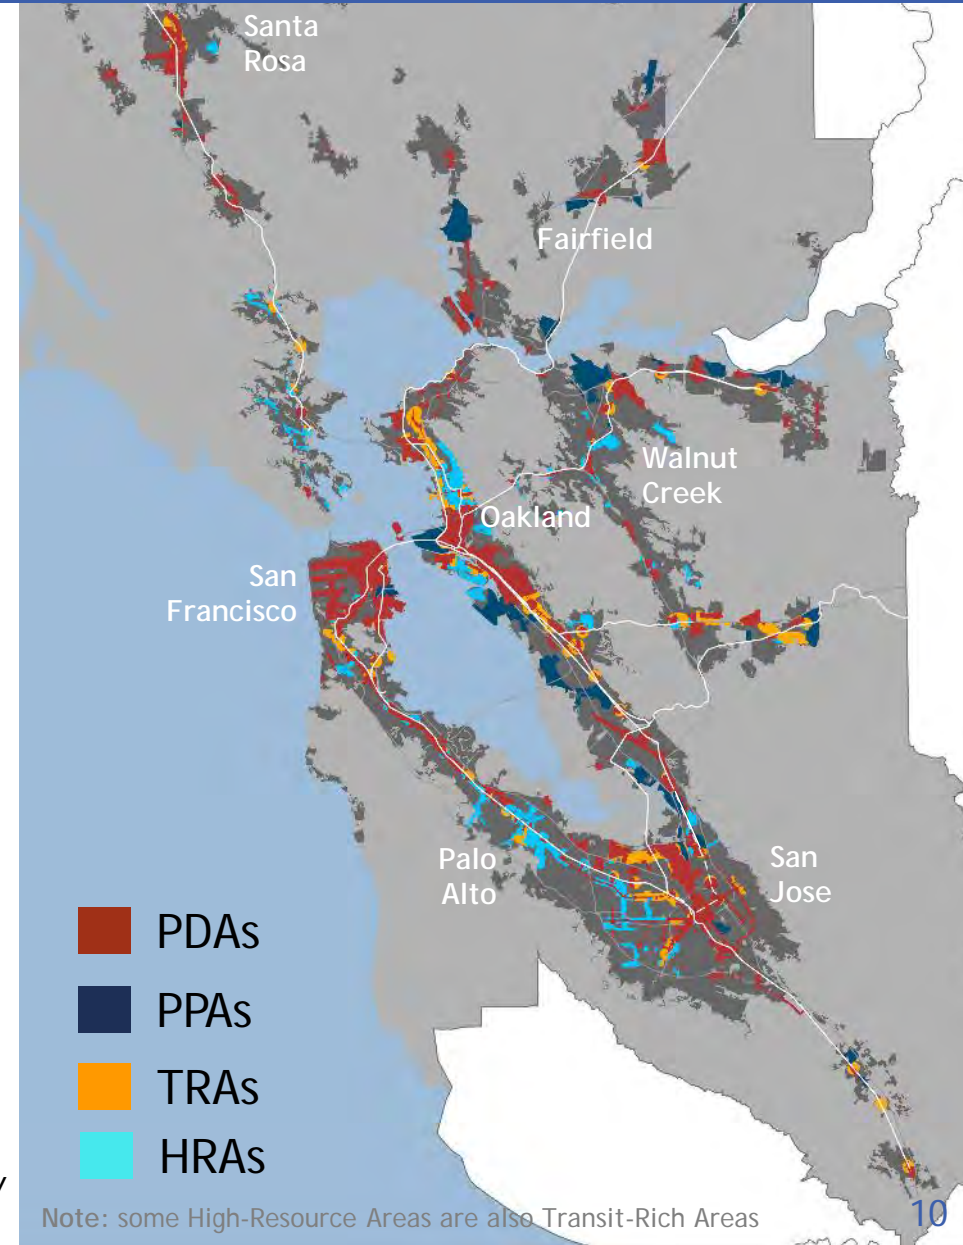 Santa
Rosa
Fairfield
Walnut
Creek
Oakland
San
Francisco
Palo
Alto
San
Jose
PDAs
PPAs
TRAs
HRAs
Note: some High-Resource Areas are also Transit-Rich Areas
10